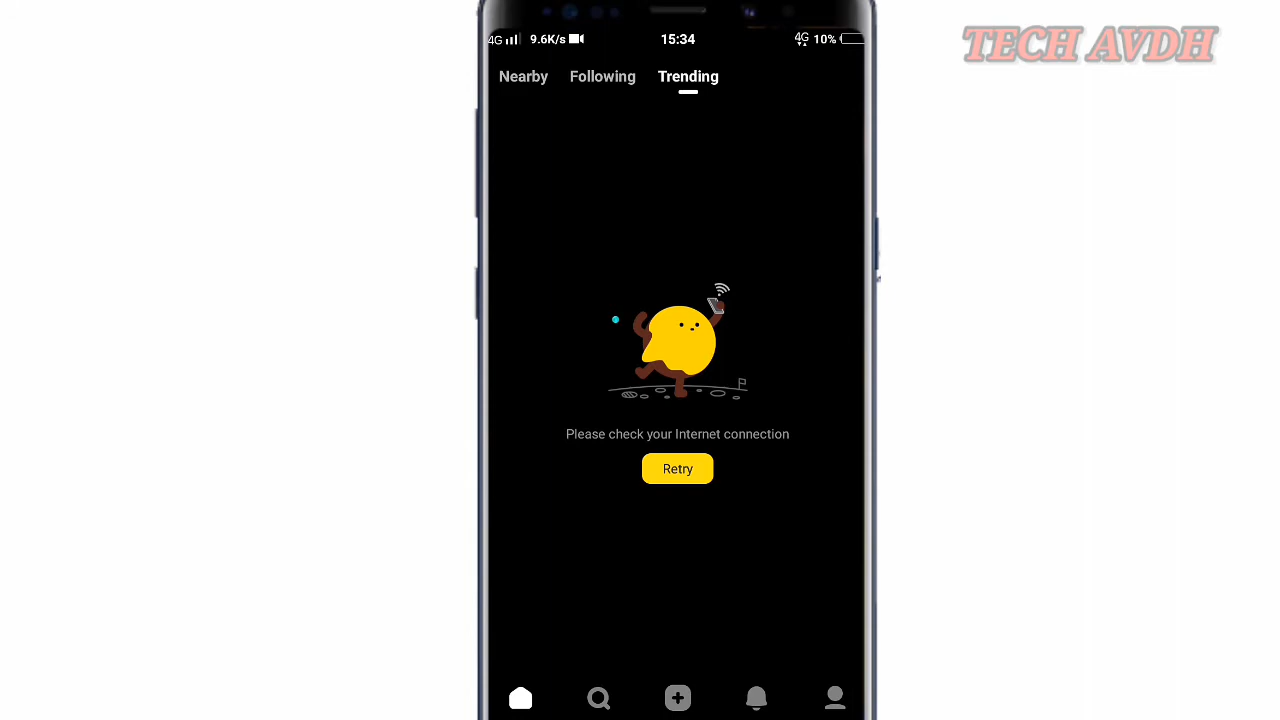 TECH AVDH
4G 9.6K/s 15:34 4G 10%
Nearby Following Trending
Please check your Internet connection
Retry